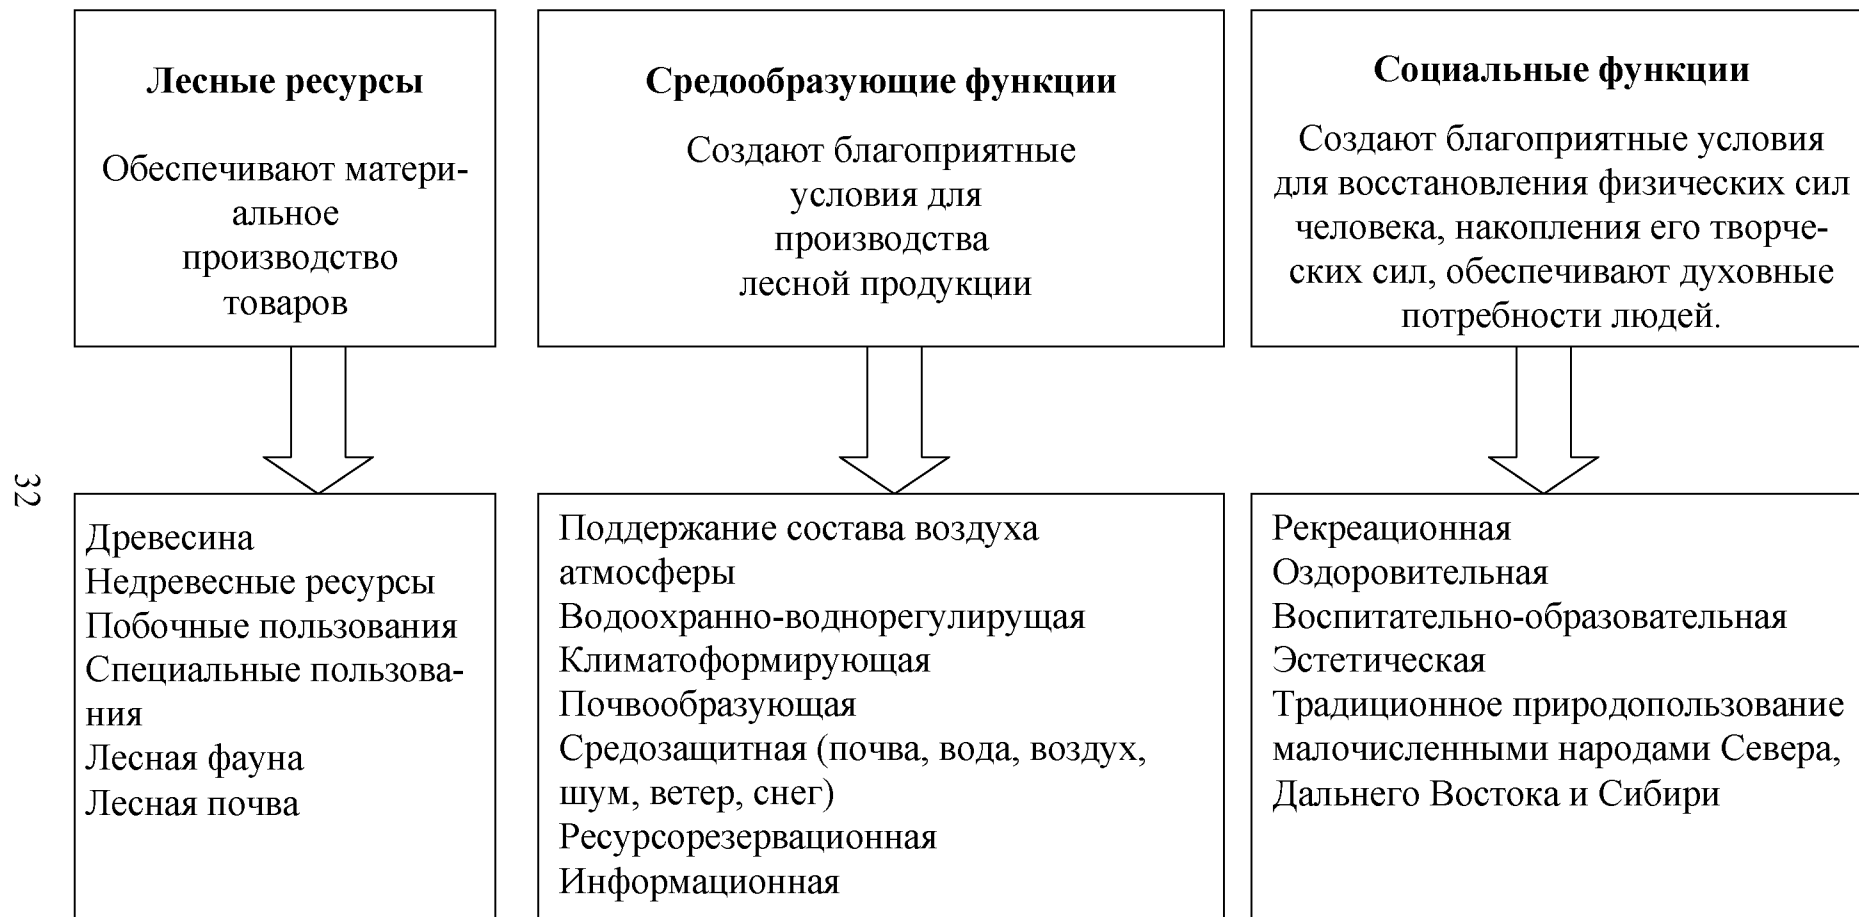 Лесные ресурсы
Обеспечивают матери-
альное
производство
товаров
Средообразующие функции
Создают благоприятные
условия для
производства
лесной продукции
Социальные функции
Создают благоприятные условия
для восстановления физических сил
человека, накопления его творче-
ских сил, обеспечивают духовные
потребности людей.
32
Древесина
Недревесные ресурсы
Побочные пользования
Специальные пользова-
ния
Лесная фауна
Лесная почва
Поддержание состава воздуха
атмосферы
Водоохранно-воднорегулирущая
Климатоформирующая
Почвообразующая
Средозащитная (почва, вода, воздух,
шум, ветер, снег)
Ресурсорезервационная
Информационная
Рекреационная
Оздоровительная
Воспитательно-образовательная
Эстетическая
Традиционное природопользование
малочисленными народами Севера,
Дальнего Востока и Сибири